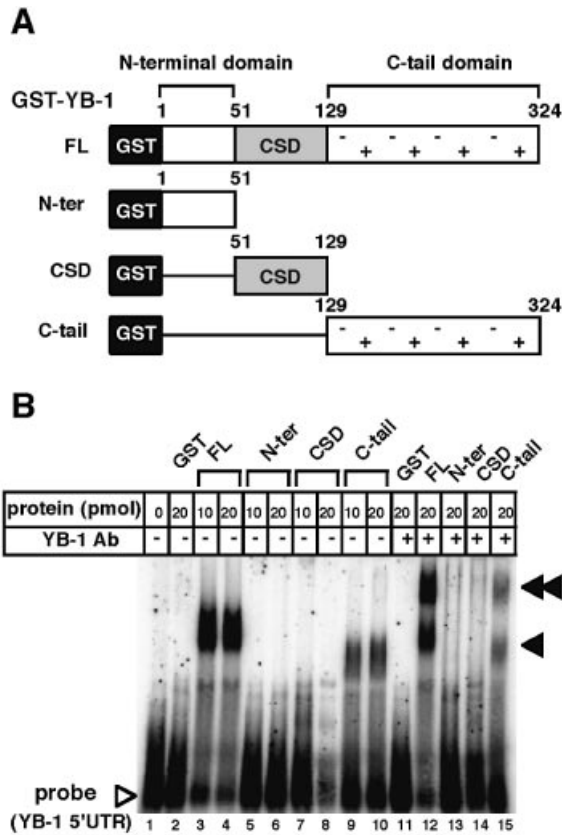 A
N-terminal domain C-tail domain
GST-YB-1 1 51 129 324
FL GST CSD - + - + - + - +
1 51
N-ter GST
51 129
CSD GST CSD
129 324
C-tail GST - + - + - + - +
B
GST FL N-ter CSD C-tail GST FL N-ter CSD C-tail
protein (pmol) 0 20 10 20 10 20 10 20 10 20 20 20 20 20 20
YB-1 Ab - - - - - - - - - - + + + + +
probe
(YB-1 5'UTR) 1 2 3 4 5 6 7 8 9 10 11 12 13 14 15